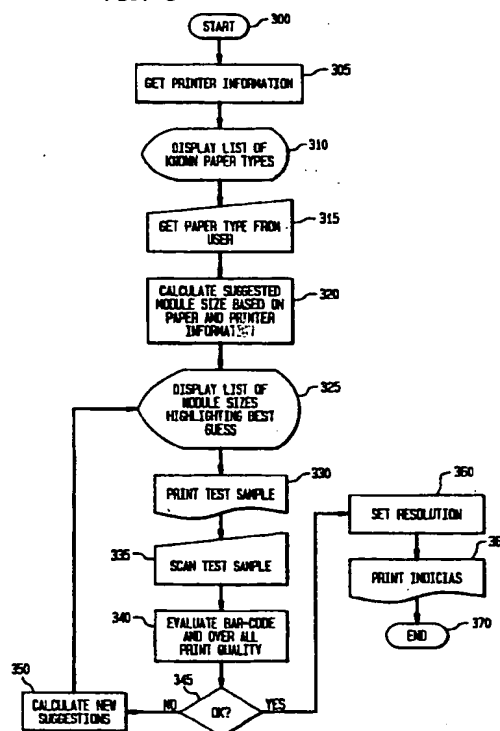 START
300
GET PRINTER INFORMATION
305
DISPLAY LIST OF
KNOWN PAPER TYPES
310
GET PAPER TYPE FROM
USER
315
CALCULATE SUGGESTED
MODULE SIZE BASED ON
PAPER AND PRINTER
INFORMATION
320
DISPLAY LIST OF
MODULE SIZES
HIGHLIGHTING BEST
GUESS
325
PRINT TEST SAMPLE
330
SCAN TEST SAMPLE
335
EVALUATE BAR-CODE
AND OVER ALL
PRINT QUALITY
340
OK?
345
NO
YES
CALCULATE NEW
SUGGESTIONS
350
SET RESOLUTION
360
PRINT INDICIAS
END
370